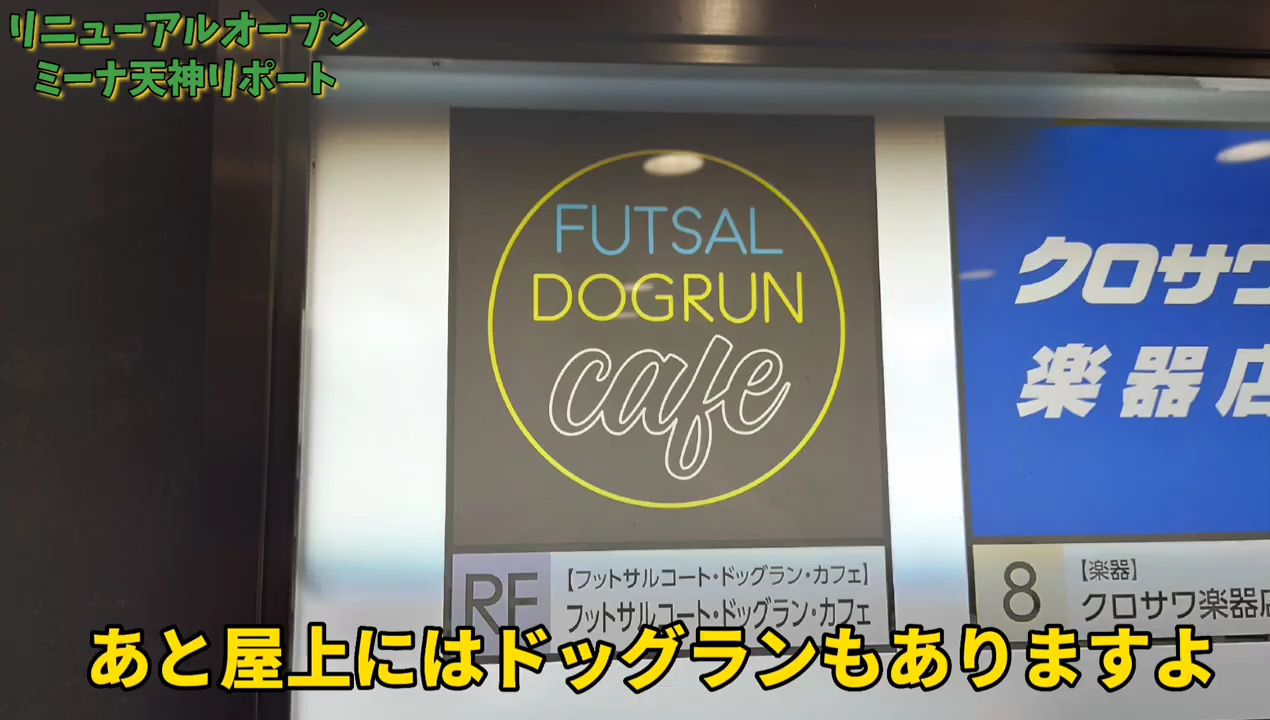 リニューアルオープン
ミーナ天神リポート
FUTSAL
DOGRUN
cafe
クロサワ
楽器店
RF
【フットサルコート・ドッグラン・カフェ】
フットサルコート・ドッグラン・カフェ
8
【楽器】
クロサワ楽器店
あと屋上にはドッグランもありますよ